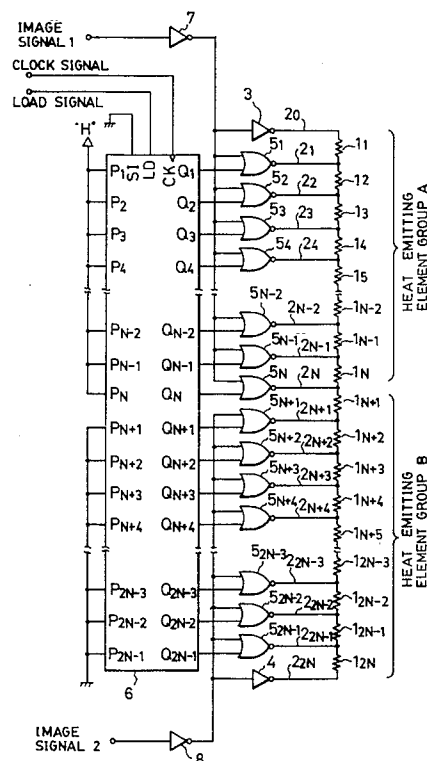 IMAGE SIGNAL 1
7
CLOCK SIGNAL
LOAD SIGNAL
"H"
SI LD CK
3 20
P1 Q1 51 21 11
P2 Q2 52 22 12
P3 Q3 53 23 13
P4 Q4 54 24 14
15
HEAT EMITTING ELEMENT GROUP A
PN-2 QN-2 5N-2 2N-2 1N-2
PN-1 QN-1 5N-1 2N-1 1N-1
PN QN 5N 2N 1N
PN+1 QN+1 5N+1 2N+1 1N+1
PN+2 QN+2 5N+2 2N+2 1N+2
PN+3 QN+3 5N+3 2N+3 1N+3
PN+4 QN+4 5N+4 2N+4 1N+4
1N+5
HEAT EMITTING ELEMENT GROUP B
P2N-3 Q2N-3 52N-3 22N-3 12N-3
P2N-2 Q2N-2 52N-2 22N-2 12N-2
P2N-1 Q2N-1 52N-1 22N-1 12N-1
6 4 22N 12N
IMAGE SIGNAL 2
8